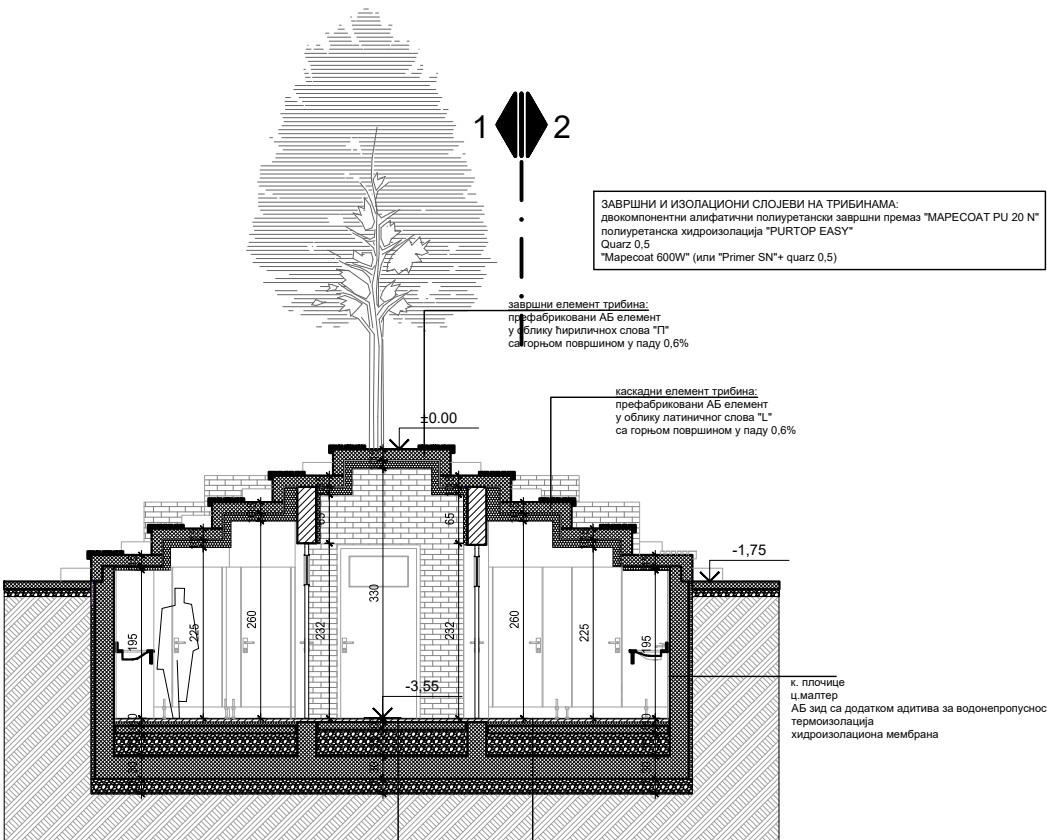 1 2
ЗАВРШНИ И ИЗОЛАЦИОНИ СЛОЈЕВИ НА ТРИБИНАМА:
двокомпонентни алифатични полиуретански завршни премаз "MAPECOAT PU 20 N"
полиуретанска хидроизолација "PURTOP EASY"
Quarz 0,5
"Mapecoat 600W" (или "Primer SN"+ quarz 0,5)
завршни елемент трибина:
префабриковани АБ елемент
у облику ћириличних слова "П"
са горњом површином у паду 0,6%
каскадни елемент трибина:
префабриковани АБ елемент
у облику латиничног слова "L"
са горњом површином у паду 0,6%
±0.00
-1,75
65
65
330
195
225
260
232
232
260
225
195
-3,55
к. плочице
ц.малтер
АБ зид са додатком адитива за водонепропуснос
термоизолација
хидроизолациона мембрана